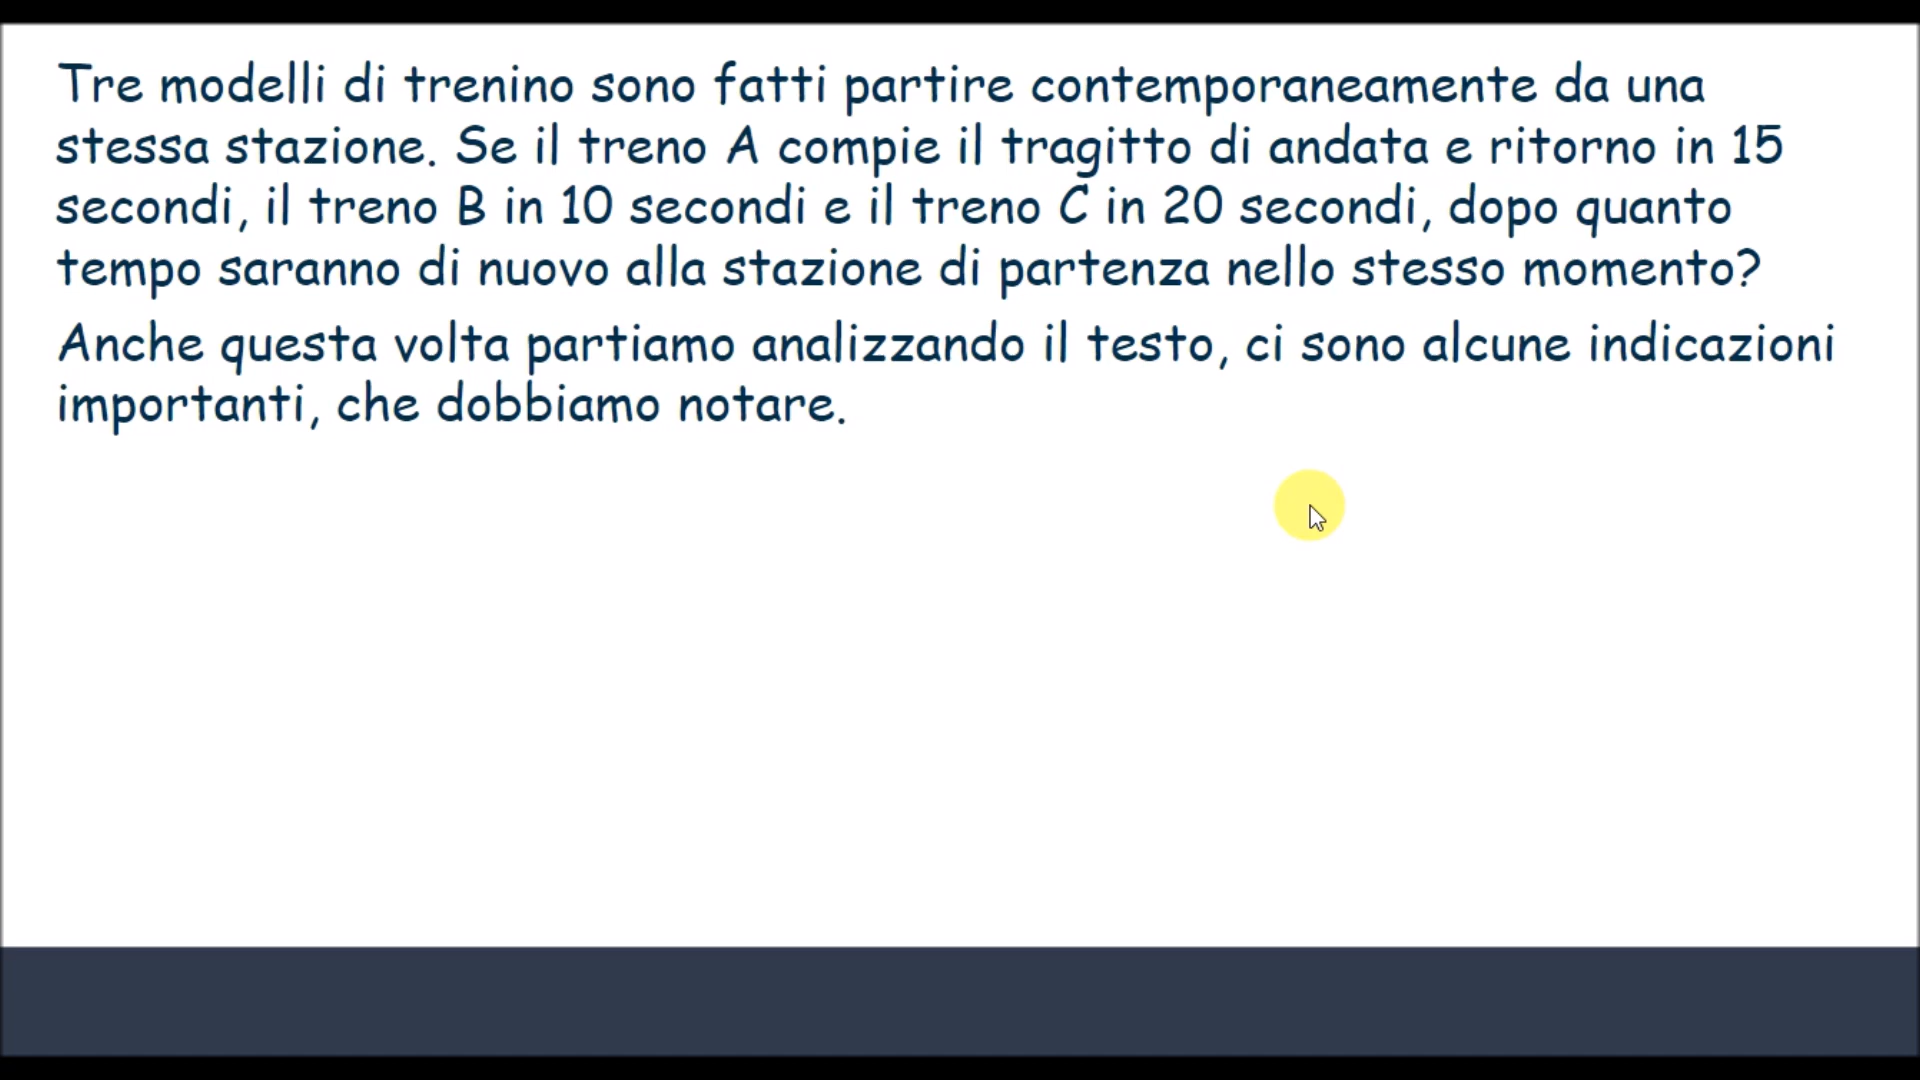 Tre modelli di trenino sono fatti partire contemporaneamente da una
stessa stazione. Se il treno A compie il tragitto di andata e ritorno in 15
secondi, il treno B in 10 secondi e il treno C in 20 secondi, dopo quanto
tempo saranno di nuovo alla stazione di partenza nello stesso momento?
Anche questa volta partiamo analizzando il testo, ci sono alcune indicazioni
importanti, che dobbiamo notare.